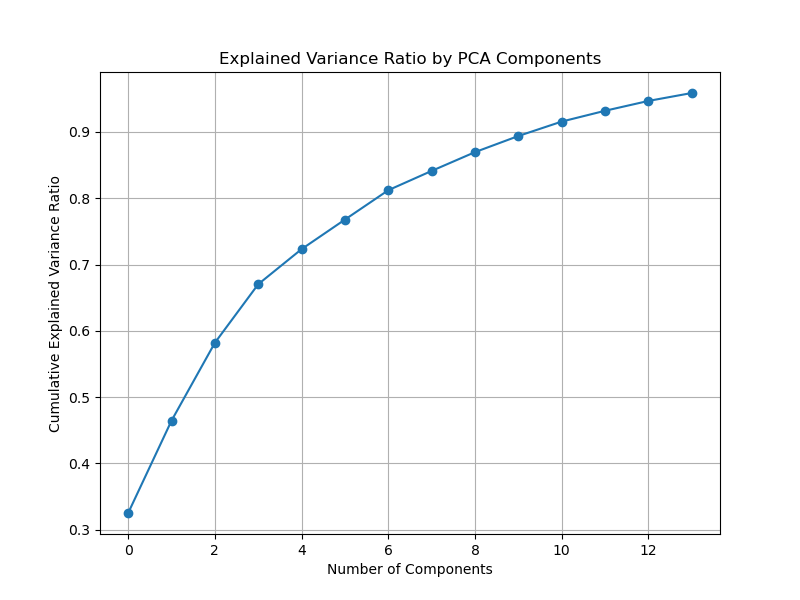 Explained Variance Ratio by PCA Components
Cumulative Explained Variance Ratio
0.9
0.8
0.7
0.6
0.5
0.4
0.3
0 2 4 6 8 10 12
Number of Components